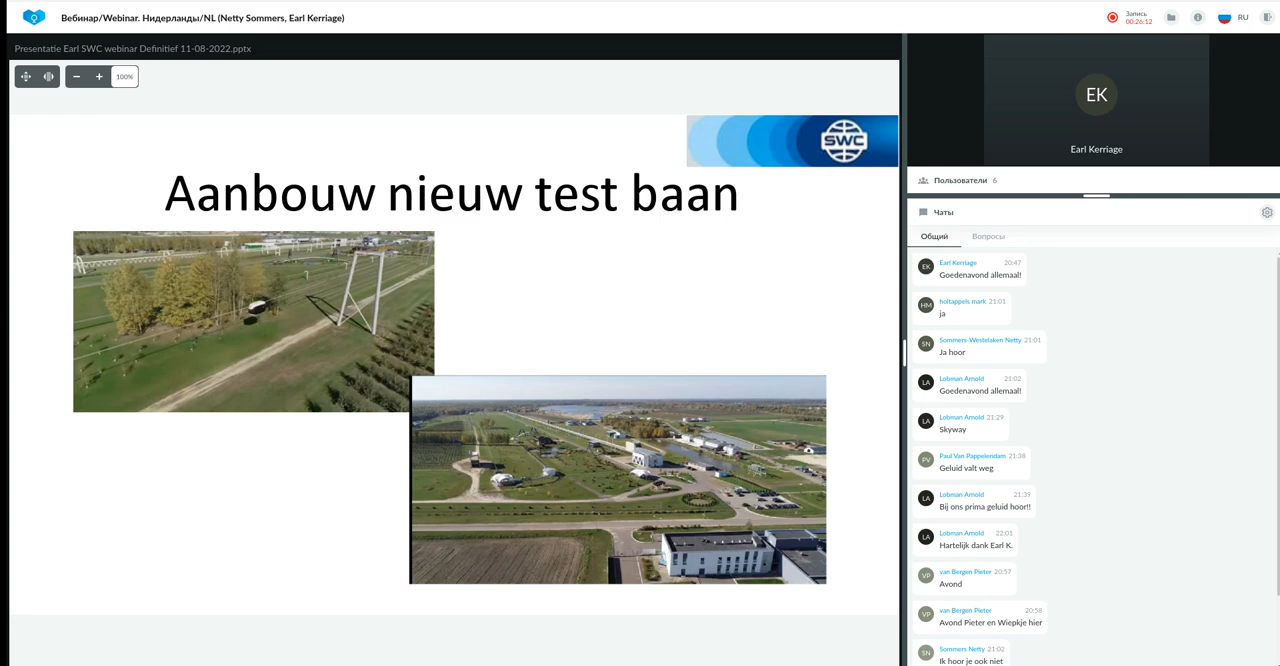 Вебинар/Webinar. Нидерланды/NL (Netty Sommers, Earl Kerriage)
Запись
00:26:12
RU
Presentatie Earl SWC webinar Definitief 11-08-2022.pptx
100%
SWC
Aanbouw nieuw test baan
EK
Earl Kerriage
Пользователи 6
Чаты
Общий Вопросы
EK Earl Kerriage 20:47
Goedenavond allemaal!
HM holtappels mark 21:01
ja
SN Sommers-Westelaken Netty 21:01
Ja hoor
LA Lobman Arnold 21:02
Goedenavond allemaal!
LA Lobman Arnold 21:29
Skyway
PV Paul Van Pappelendam 21:38
Geluid valt weg
LA Lobman Arnold 21:39
Bij ons prima geluid hoor!!
LA Lobman Arnold 22:01
Hartelijk dank Earl K.
VP van Bergen Pieter 20:57
Avond
VP van Bergen Pieter 20:58
Avond Pieter en Wiepkje hier
SN Sommers Netty 21:02
Ik hoor je ook niet